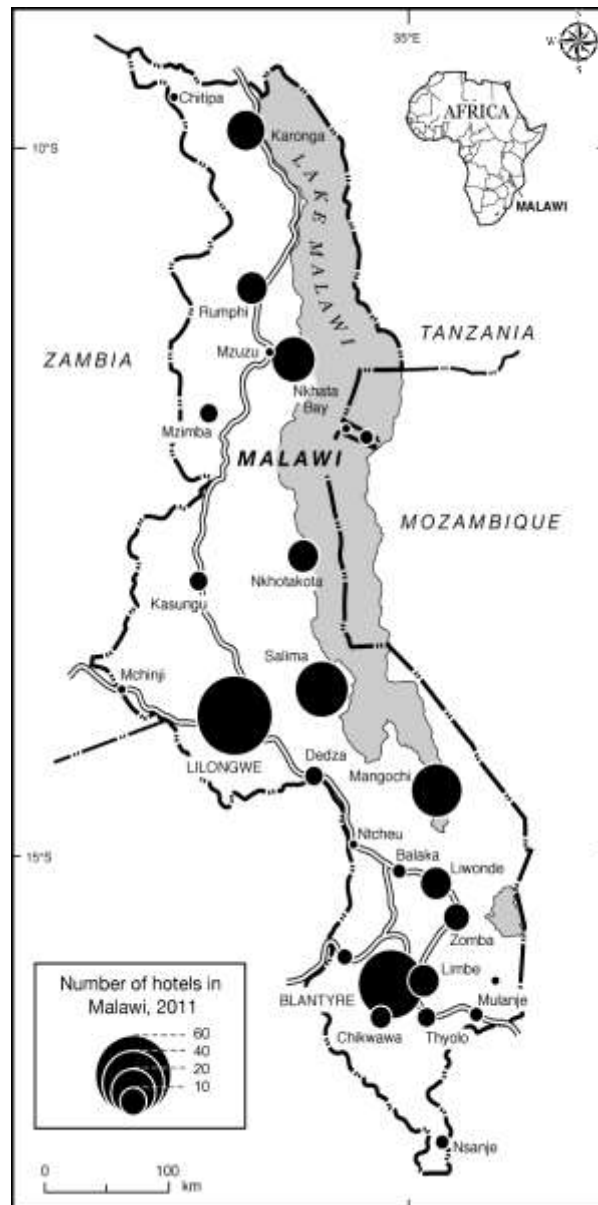 35°E
N
W
E
S
Chitipa
AFRICA
10°S
Karonga
LAKE MALAWI
MALAWI
Rumphi
TANZANIA
Mzuzu
ZAMBIA
Nkhata
Bay
Mzimba
MALAWI
MOZAMBIQUE
Nkhotakota
Kasungu
Salima
Mchinji
LILONGWE
Dedza
Mangochi
Ntcheu
15°S
Balaka
Liwonde
Zomba
Limbe
Number of hotels in
Malawi, 2011
60
40
20
10
BLANTYRE
Mulanje
Chikwawa
Thyolo
Nsanje
0 100
km